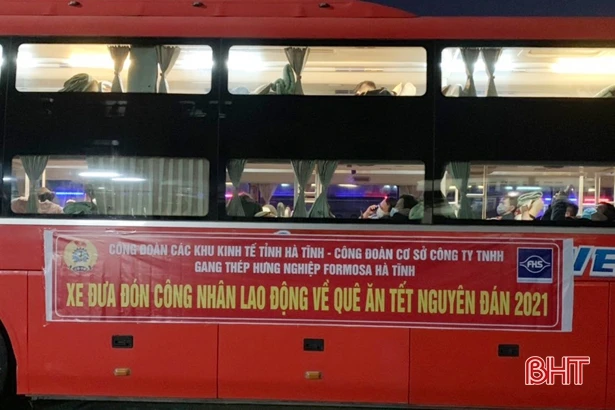 CÔNG ĐOÀN CÁC KHU KINH TẾ TỈNH HÀ TĨNH - CÔNG ĐOÀN CƠ SỞ CÔNG TY TNHH
GANG THÉP HƯNG NGHIỆP FORMOSA HÀ TĨNH
FHS
XE ĐƯA ĐÓN CÔNG NHÂN LAO ĐỘNG VỀ QUÊ ĂN TẾT NGUYÊN ĐÁN 2021
BHT